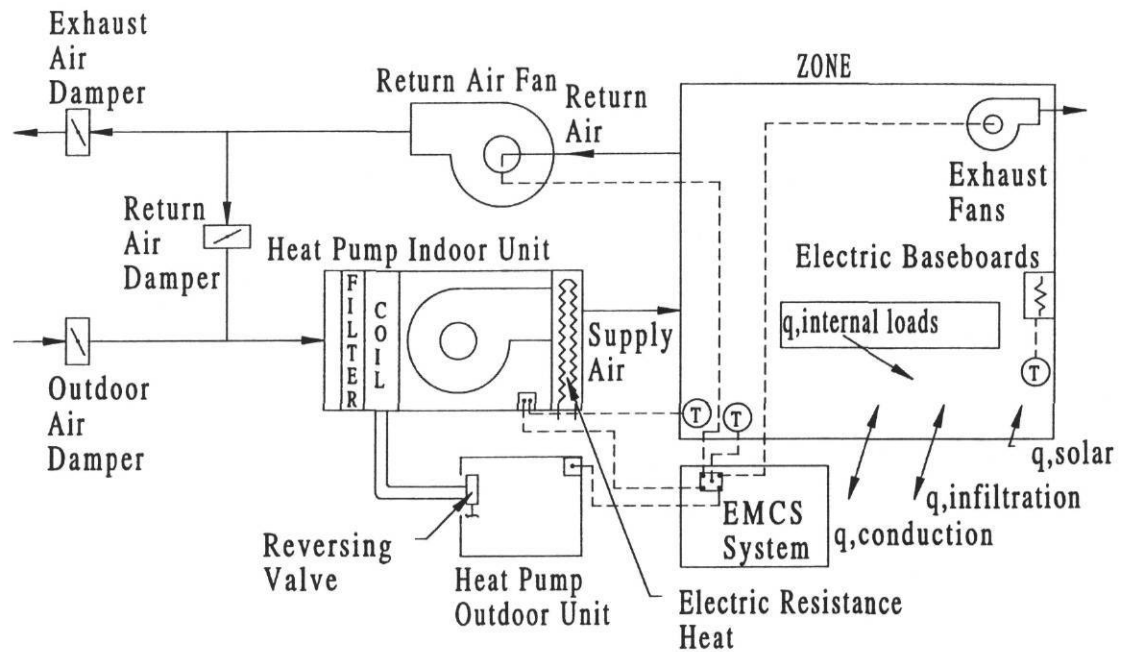 Exhaust
Air
Damper
Return Air Fan
Return
Air
ZONE
Exhaust
Fans
Return
Air
Damper
Heat Pump Indoor Unit
Electric Baseboards
FILTER
COIL
q,internal loads
Supply
Air
T
T
T
Outdoor
Air
Damper
q,solar
q,infiltration
q,conduction
EMCS
System
Reversing
Valve
Heat Pump
Outdoor Unit
Electric Resistance
Heat